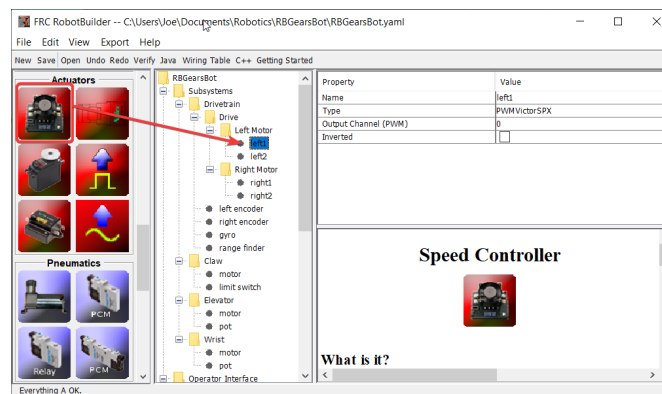 FRC RobotBuilder -- C:\Users\Joe\Documents\Robotics\RBGearsBot\RBGearsBot.yaml
File Edit View Export Help
New Save Open Undo Redo Verify Java Wiring Table C++ Getting Started
Actuators
Pneumatics
PCM
Relay
PCM
RBGearsBot
Subsystems
Drivetrain
Drive
Left Motor
left1
left2
Right Motor
right1
right2
left encoder
right encoder
gyro
range finder
Claw
motor
limit switch
Elevator
motor
pot
Wrist
motor
pot
Operator Interface
Property Value
Name left1
Type PWMVictorSPX
Output Channel (PWM) 0
Inverted
Speed Controller
What is it?
Everything A OK.